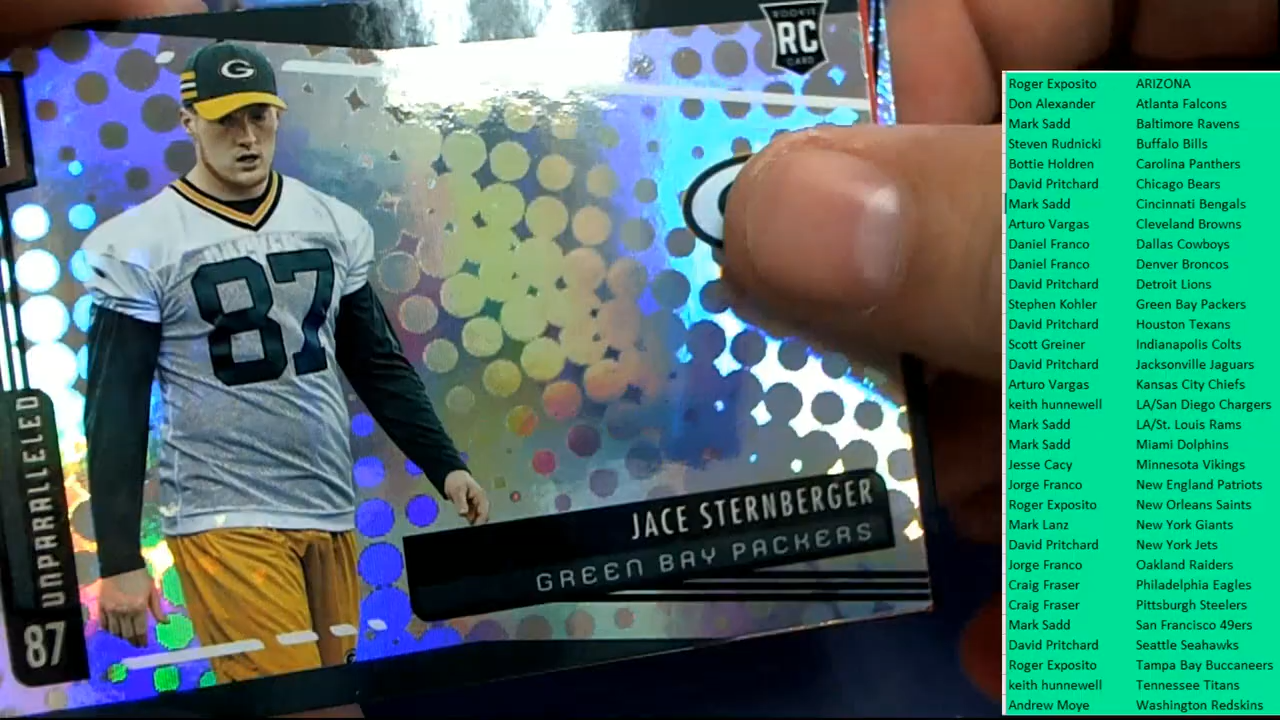 ROOKIE
RC
CARD
G
87
JACE STERNBERGER
GREEN BAY PACKERS
UNPARALLELED
87
Roger Exposito ARIZONA
Don Alexander Atlanta Falcons
Mark Sadd Baltimore Ravens
Steven Rudnicki Buffalo Bills
Bottie Holdren Carolina Panthers
David Pritchard Chicago Bears
Mark Sadd Cincinnati Bengals
Arturo Vargas Cleveland Browns
Daniel Franco Dallas Cowboys
Daniel Franco Denver Broncos
David Pritchard Detroit Lions
Stephen Kohler Green Bay Packers
David Pritchard Houston Texans
Scott Greiner Indianapolis Colts
David Pritchard Jacksonville Jaguars
Arturo Vargas Kansas City Chiefs
keith hunnewell LA/San Diego Chargers
Mark Sadd LA/St. Louis Rams
Mark Sadd Miami Dolphins
Jesse Cacy Minnesota Vikings
Jorge Franco New England Patriots
Roger Exposito New Orleans Saints
Mark Lanz New York Giants
David Pritchard New York Jets
Jorge Franco Oakland Raiders
Craig Fraser Philadelphia Eagles
Craig Fraser Pittsburgh Steelers
Mark Sadd San Francisco 49ers
David Pritchard Seattle Seahawks
Roger Exposito Tampa Bay Buccaneers
keith hunnewell Tennessee Titans
Andrew Moye Washington Redskins